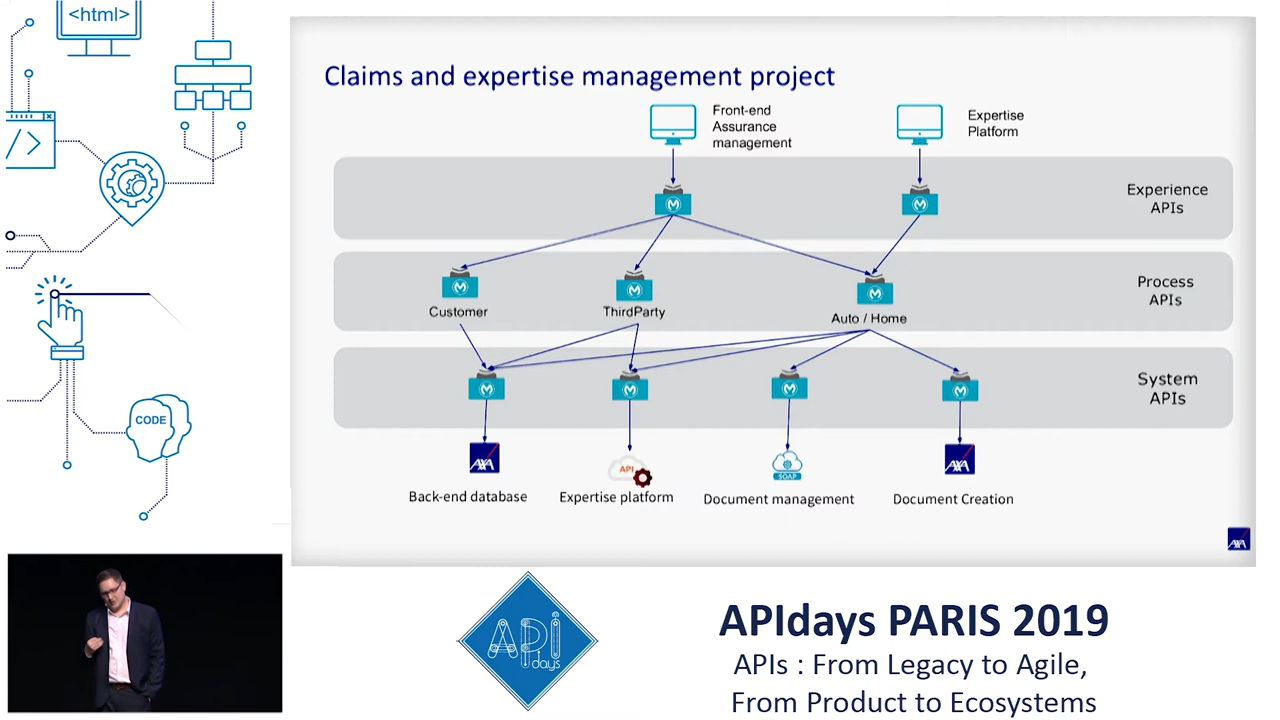 <html>
</>
CODE
Claims and expertise management project
Front-end
Assurance
management
Expertise
Platform
Experience
APIs
Customer
ThirdParty
Auto / Home
Process
APIs
System
APIs
AXA
API
SOAP
AXA
Back-end database
Expertise platform
Document management
Document Creation
AXA
API
days
APIdays PARIS 2019
APIs : From Legacy to Agile,
From Product to Ecosystems